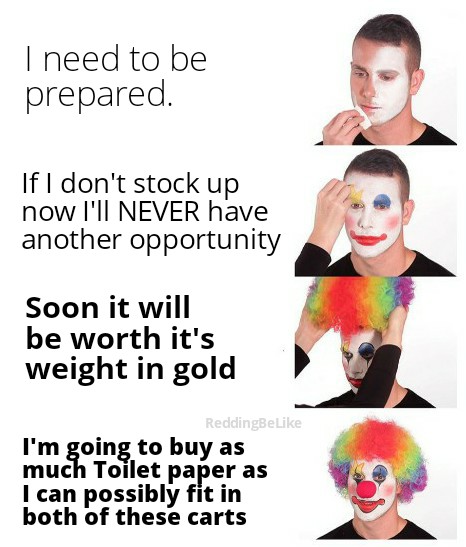 I need to be
prepared.
If I don't stock up
now I'll NEVER have
another opportunity
Soon it will
be worth it's
weight in gold
ReddingBeLike
I'm going to buy as
much Toilet paper as
I can possibly fit in
both of these carts